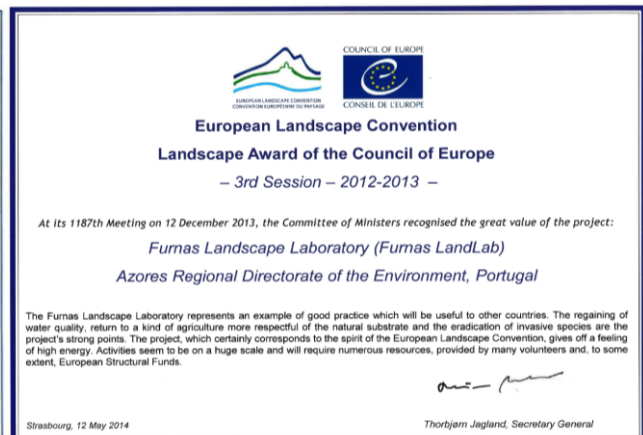 COUNCIL OF EUROPE
EUROPEAN LANDSCAPE CONVENTION
CONVENTION EUROPÉENNE DU PAYSAGE
CONSEIL DE L'EUROPE
European Landscape Convention
Landscape Award of the Council of Europe
– 3rd Session – 2012-2013 –
At its 1187th Meeting on 12 December 2013, the Committee of Ministers recognised the great value of the project:
Furnas Landscape Laboratory (Furnas LandLab)
Azores Regional Directorate of the Environment, Portugal
The Furnas Landscape Laboratory represents an example of good practice which will be useful to other countries. The regaining of
water quality, return to a kind of agriculture more respectful of the natural substrate and the eradication of invasive species are the
project's strong points. The project, which certainly corresponds to the spirit of the European Landscape Convention, gives off a feeling
of high energy. Activities seem to be on a huge scale and will require numerous resources, provided by many volunteers and, to some
extent, European Structural Funds.
Strasbourg, 12 May 2014
Thorbjørn Jagland, Secretary General